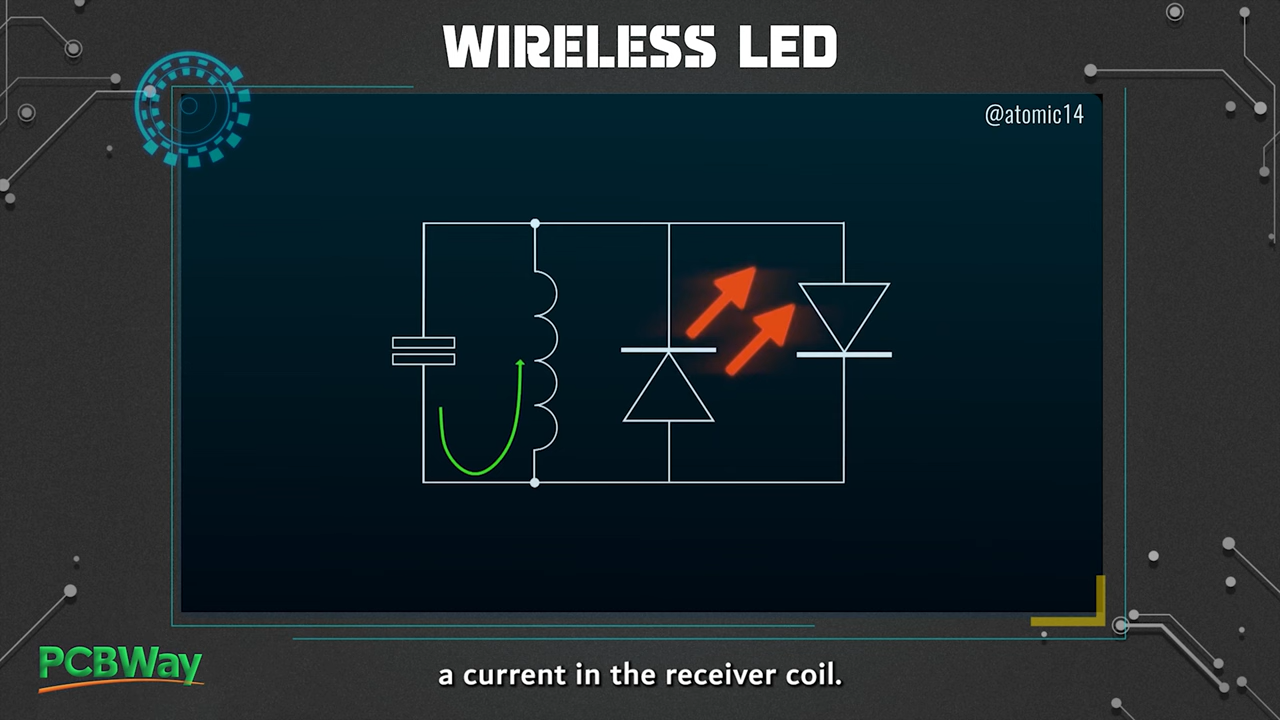 WIRELESS LED
@atomic14
PCBWay
a current in the receiver coil.